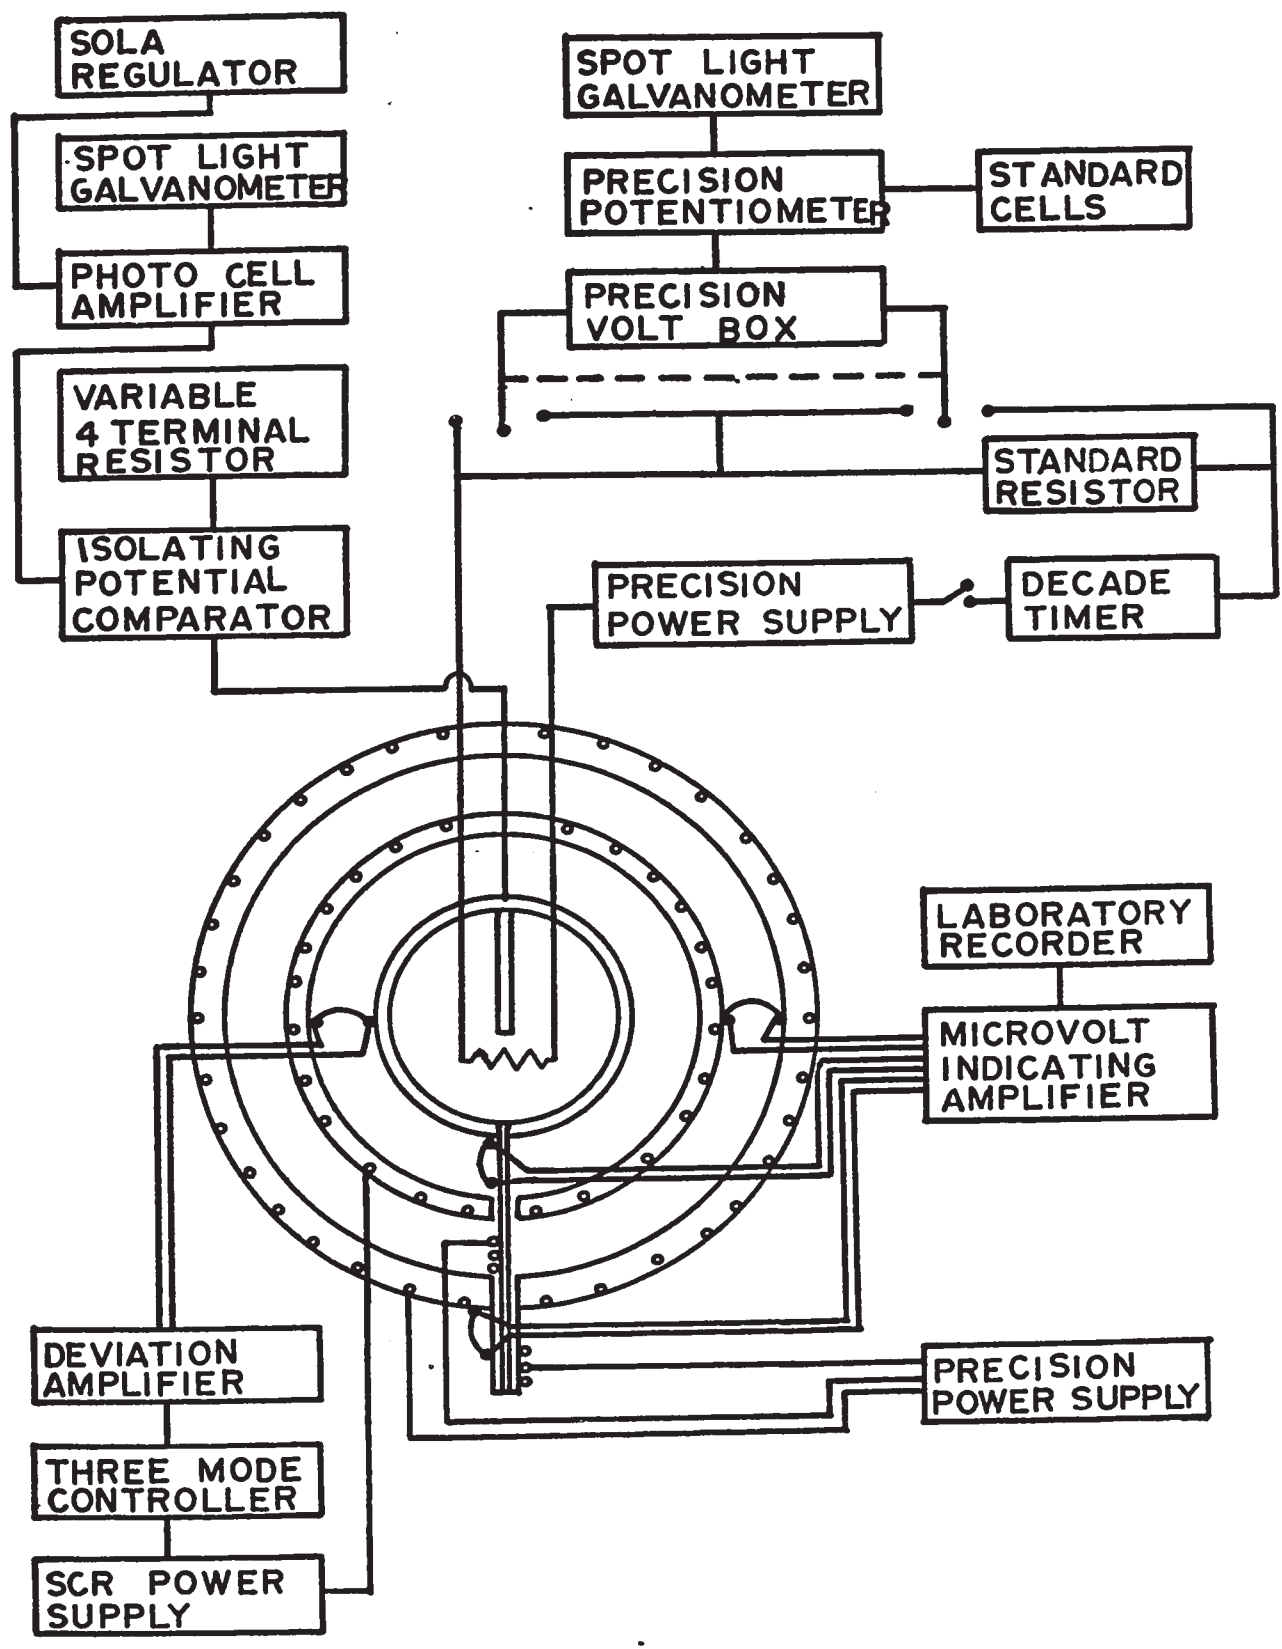 SOLA
REGULATOR
SPOT LIGHT
GALVANOMETER
PHOTO CELL
AMPLIFIER
VARIABLE
4 TERMINAL
RESISTOR
ISOLATING
POTENTIAL
COMPARATOR
SPOT LIGHT
GALVANOMETER
PRECISION
POTENTIOMETER
STANDARD
CELLS
PRECISION
VOLT BOX
STANDARD
RESISTOR
PRECISION
POWER SUPPLY
DECADE
TIMER
LABORATORY
RECORDER
MICROVOLT
INDICATING
AMPLIFIER
DEVIATION
AMPLIFIER
THREE MODE
CONTROLLER
SCR POWER
SUPPLY
PRECISION
POWER SUPPLY